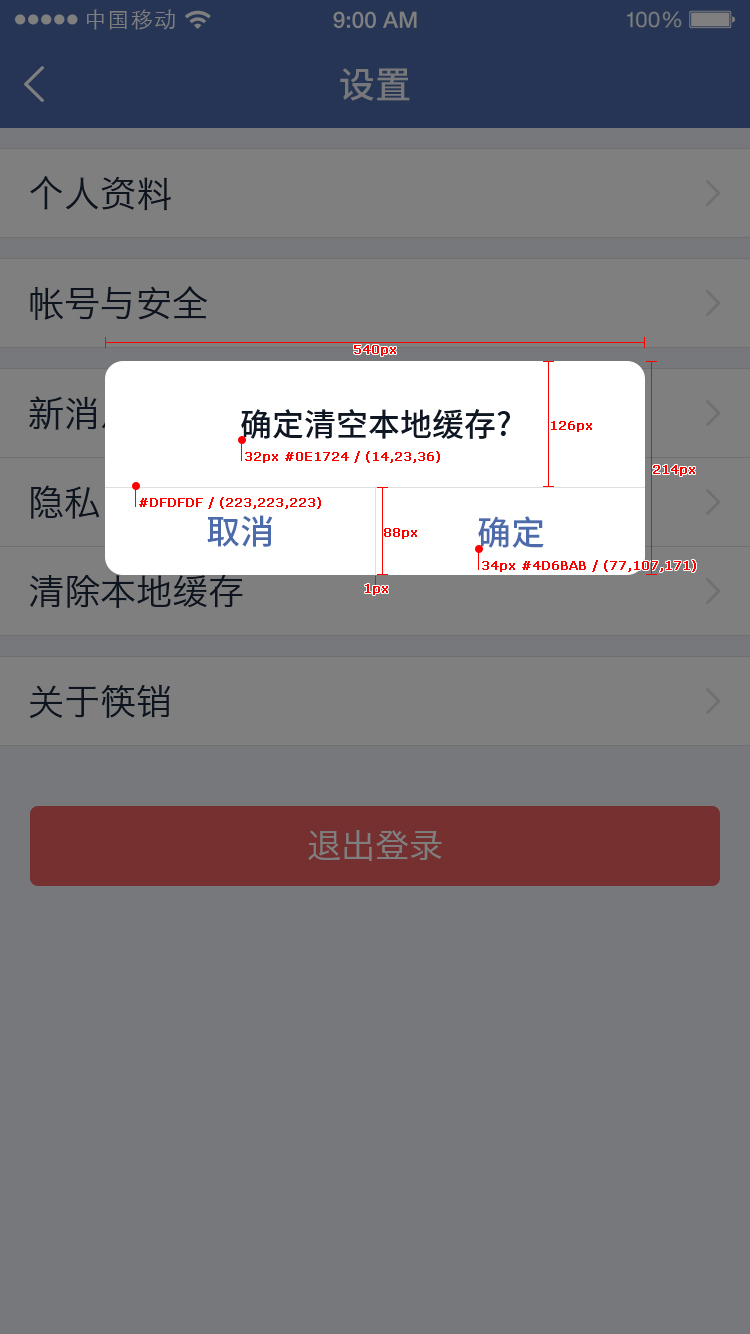 中国移动 9:00 AM 100%
设置
个人资料
帐号与安全
540px
新消
确定清空本地缓存?
126px
32px #0E1724 / (14,23,36)
214px
隐私
#DFDFDF / (223,223,223)
取消
88px
确定
34px #4D6BAB / (77,107,171)
1px
清除本地缓存
关于筷销
退出登录